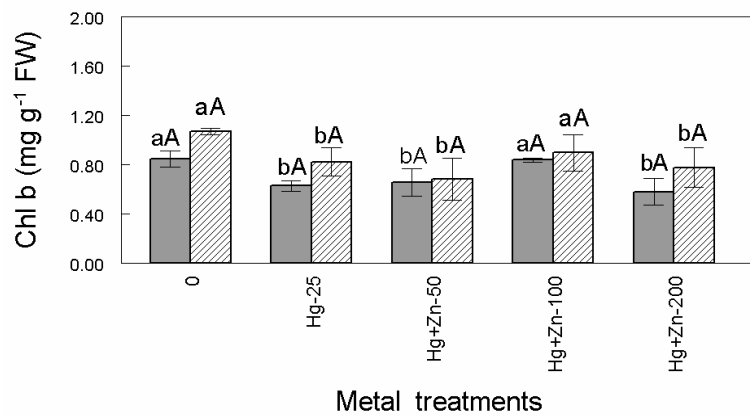 Chl b (mg g⁻¹ FW)
2.00
1.60
1.20
0.80
0.40
0.00
aA aA bA bA bA bA aA aA bA bA
0 Hg-25 Hg+Zn-50 Hg+Zn-100 Hg+Zn-200
Metal treatments